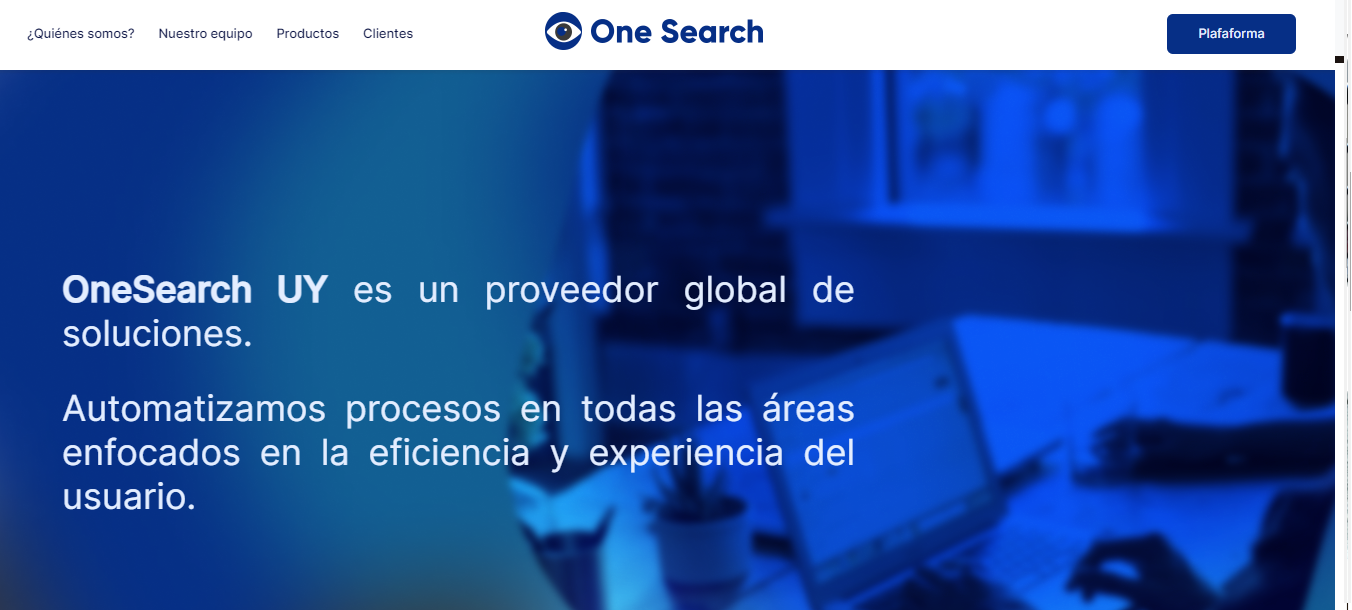 ¿Quiénes somos? Nuestro equipo Productos Clientes One Search Plafaforma
OneSearch UY es un proveedor global de
soluciones.
Automatizamos procesos en todas las áreas
enfocados en la eficiencia y experiencia del
usuario.